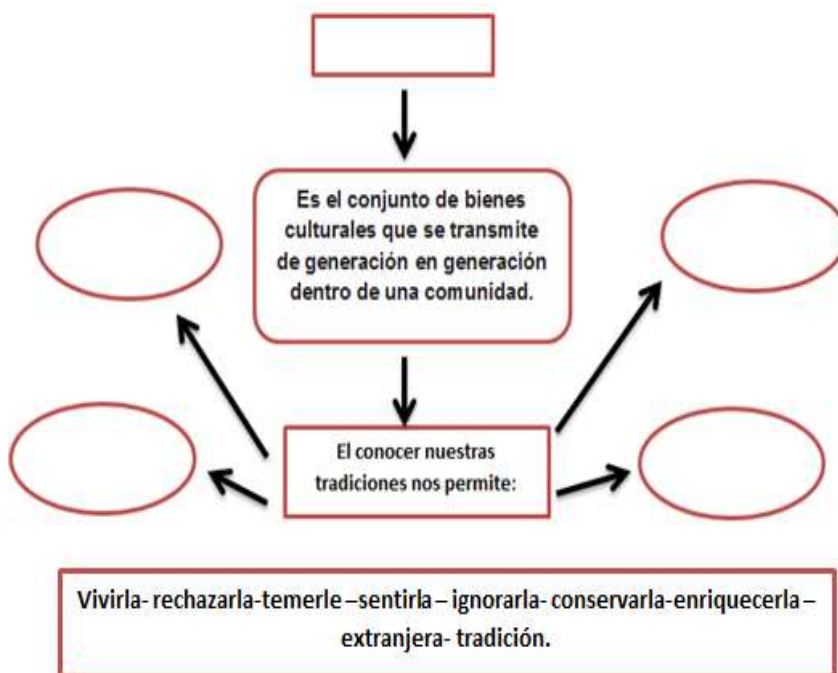 Es el conjunto de bienes
culturales que se transmite
de generación en generación
dentro de una comunidad.
El conocer nuestras
tradiciones nos permite:
Vivirla- rechazarla-temerle –sentirla – ignorarla- conservarla-enriquecerla –
extranjera- tradición.